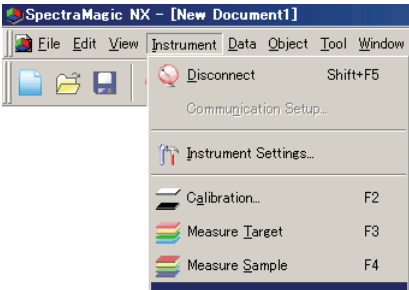 SpectraMagic NX - [New Document1]
File Edit View Instrument Data Object Tool Window
Disconnect Shift+F5
Communication Setup...
Instrument Settings...
Calibration... F2
Measure Target F3
Measure Sample F4